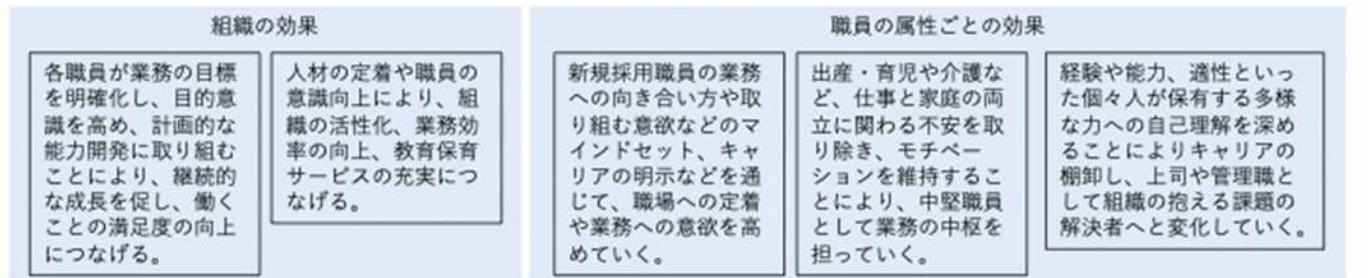 組織の効果
各職員が業務の目標
を明確化し、目的意
識を高め、計画的な
能力開発に取り組む
ことにより、継続的
な成長を促し、働く
ことの満足度の向上
につなげる。
人材の定着や職員の
意識向上により、組
織の活性化、業務効
率の向上、教育保育
サービスの充実につ
なげる。
職員の属性ごとの効果
新規採用職員の業務
への向き合い方や取
り組む意欲などのマ
インドセット、キャ
リアの明示などを通
じて、職場への定着
や業務への意欲を高
めていく。
出産・育児や介護な
ど、仕事と家庭の両
立に関わる不安を取
り除き、モチベー
ションを維持するこ
とにより、中堅職員
として業務の中枢を
担っていく。
経験や能力、適性といっ
た個々人が保有する多様
な力への自己理解を深め
ることによりキャリアの
棚卸し、上司や管理職と
して組織の抱える課題の
解決者へと変化していく。